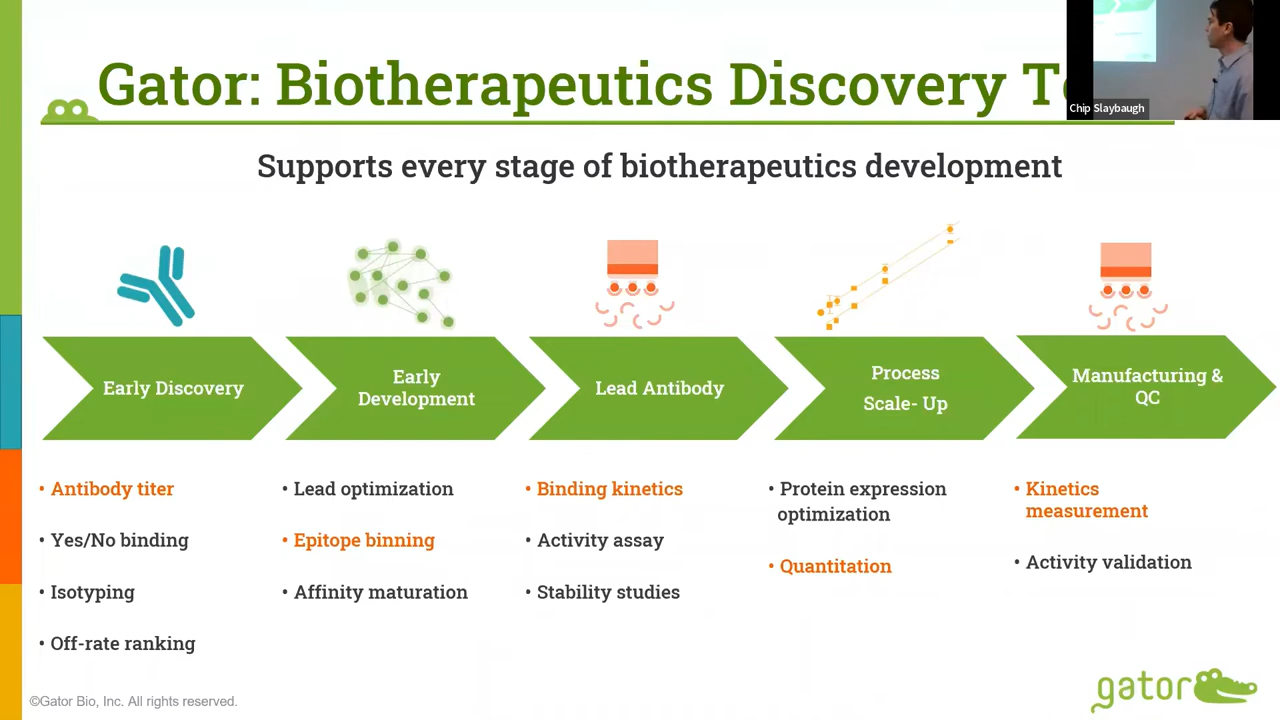 Gator: Biotherapeutics Discovery
Chip Slaybaugh
Supports every stage of biotherapeutics development
Early Discovery
Early
Development
Lead Antibody
Process
Scale- Up
Manufacturing &
QC
• Antibody titer
• Yes/No binding
• Isotyping
• Off-rate ranking
• Lead optimization
• Epitope binning
• Affinity maturation
• Binding kinetics
• Activity assay
• Stability studies
• Protein expression
optimization
• Quantitation
• Kinetics
measurement
• Activity validation
©Gator Bio, Inc. All rights reserved.
gator